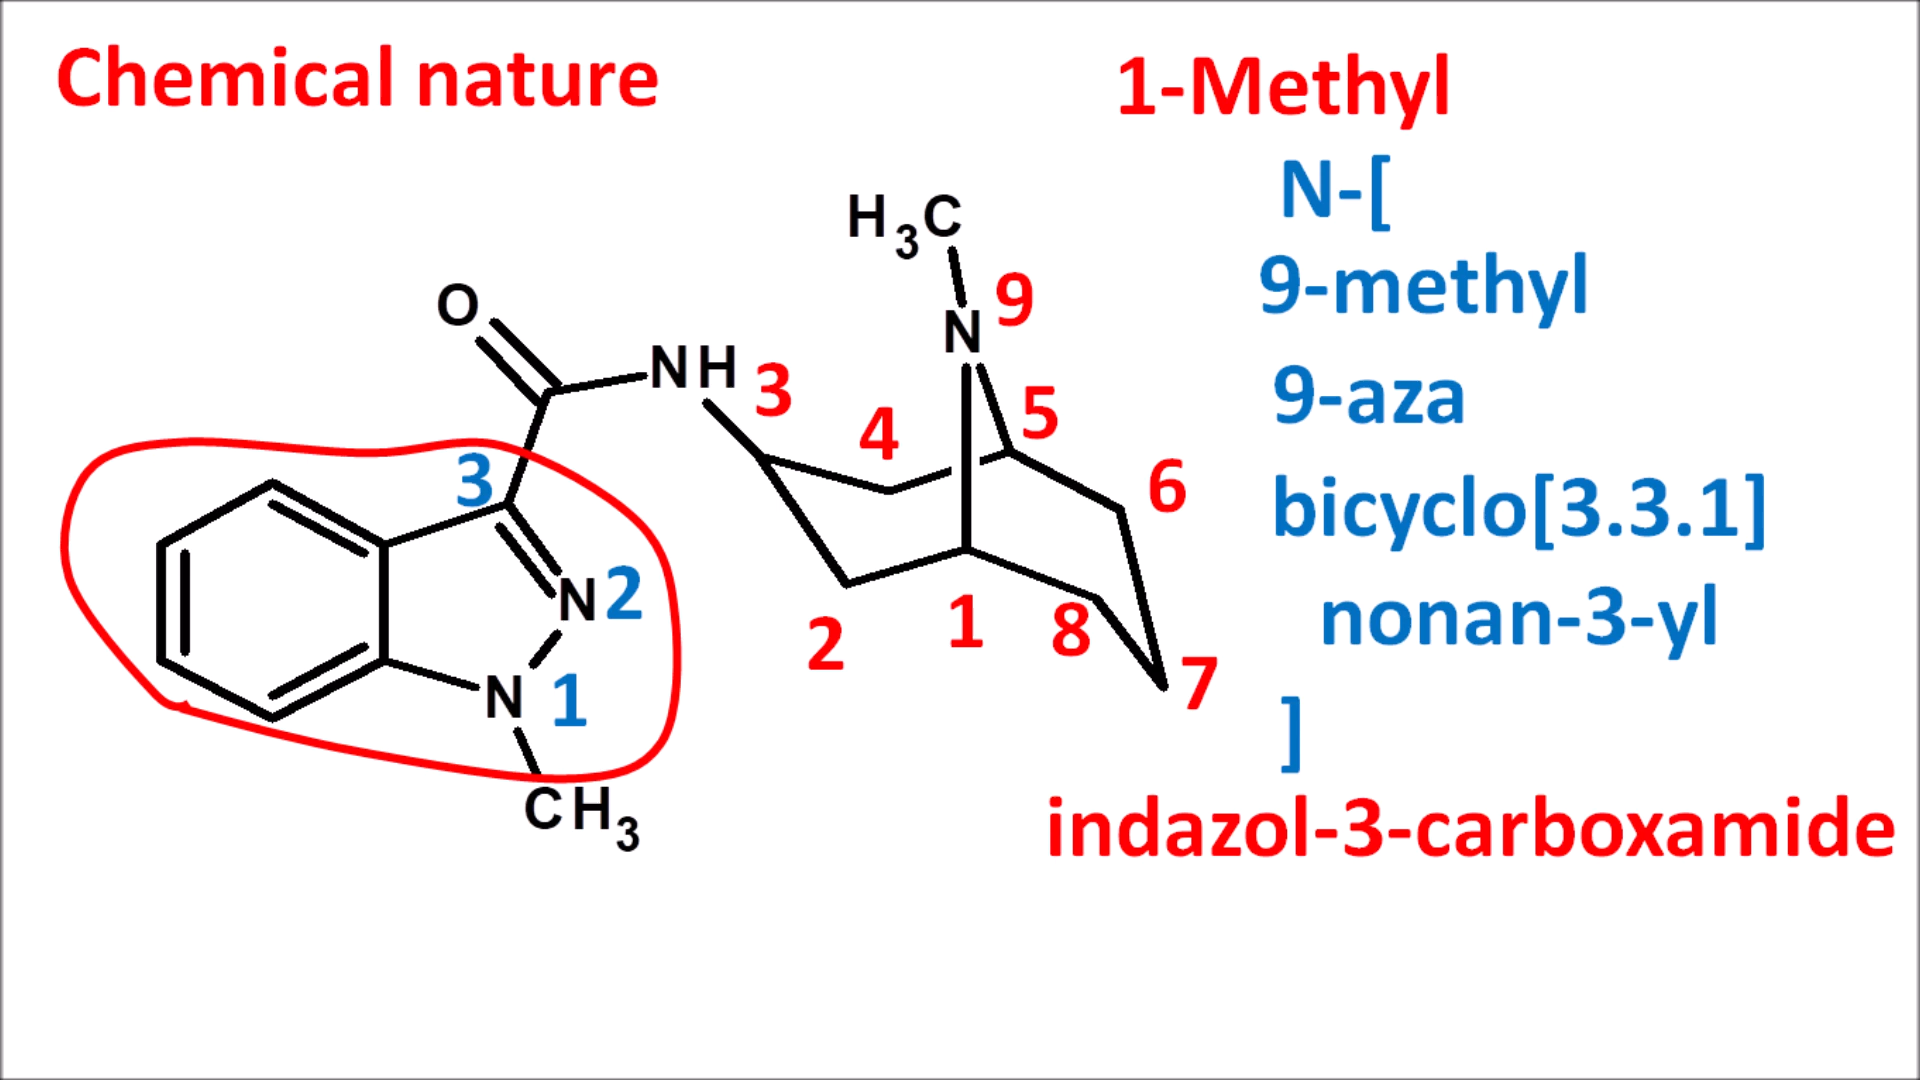 Chemical nature
1-Methyl
N-[
9-methyl
9-aza
bicyclo[3.3.1]
nonan-3-yl
]
indazol-3-carboxamide
H3C
N 9
O
NH 3
4
5
6
3
N 2
2
1
8
7
N 1
CH3